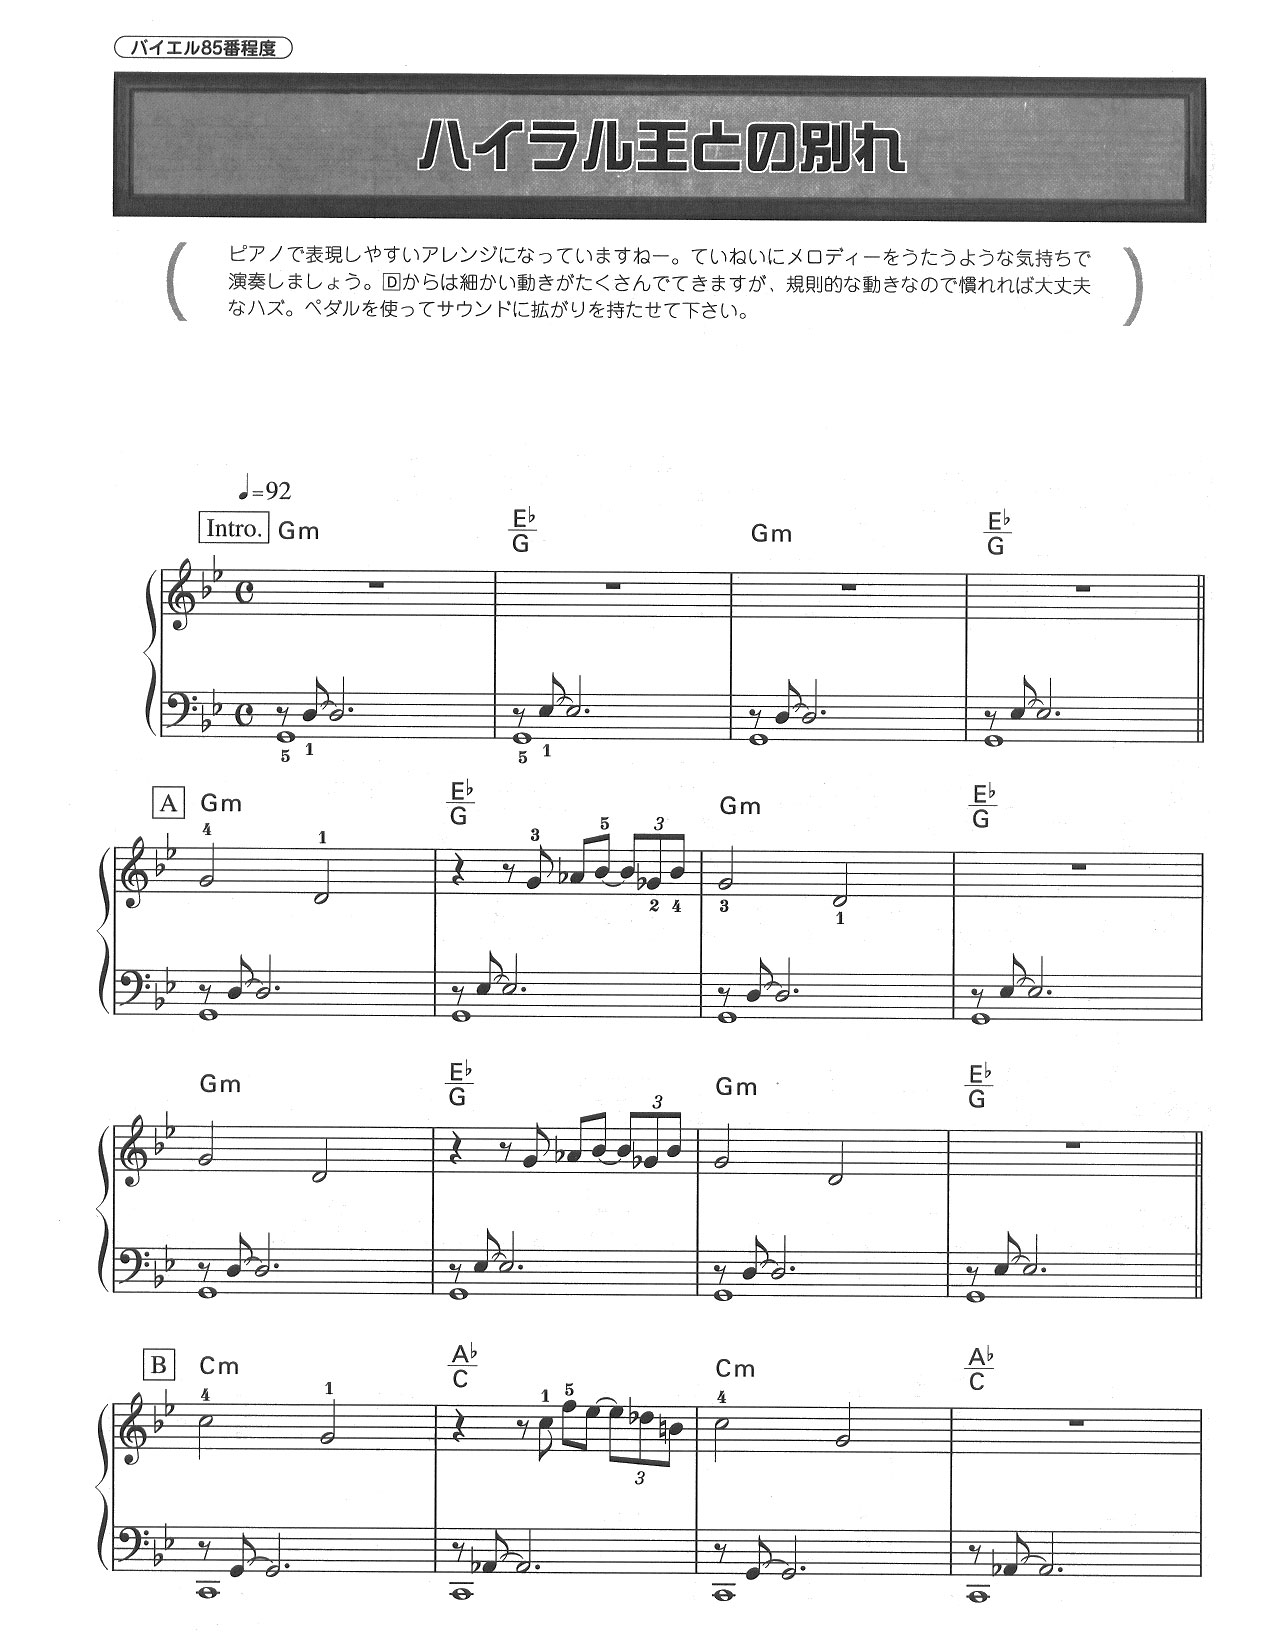 バイエル85番程度
ハイラル王との別れ
ピアノで表現しやすいアレンジになっていますねー。ていねいにメロディーをうたうような気持ちで
演奏しましょう。Dからは細かい動きがたくさんでてきますが、規則的な動きなので慣れれば大丈夫
なハズ。ペダルを使ってサウンドに拡がりを持たせて下さい。
♩=92
Intro. Gm E♭/G Gm E♭/G
5 1 5 1
A Gm E♭/G Gm E♭/G
4 1 3 5 3
2 4 3 1
Gm E♭/G Gm E♭/G
3
B Cm A♭/C Cm A♭/C
4 1 1 5 4
3